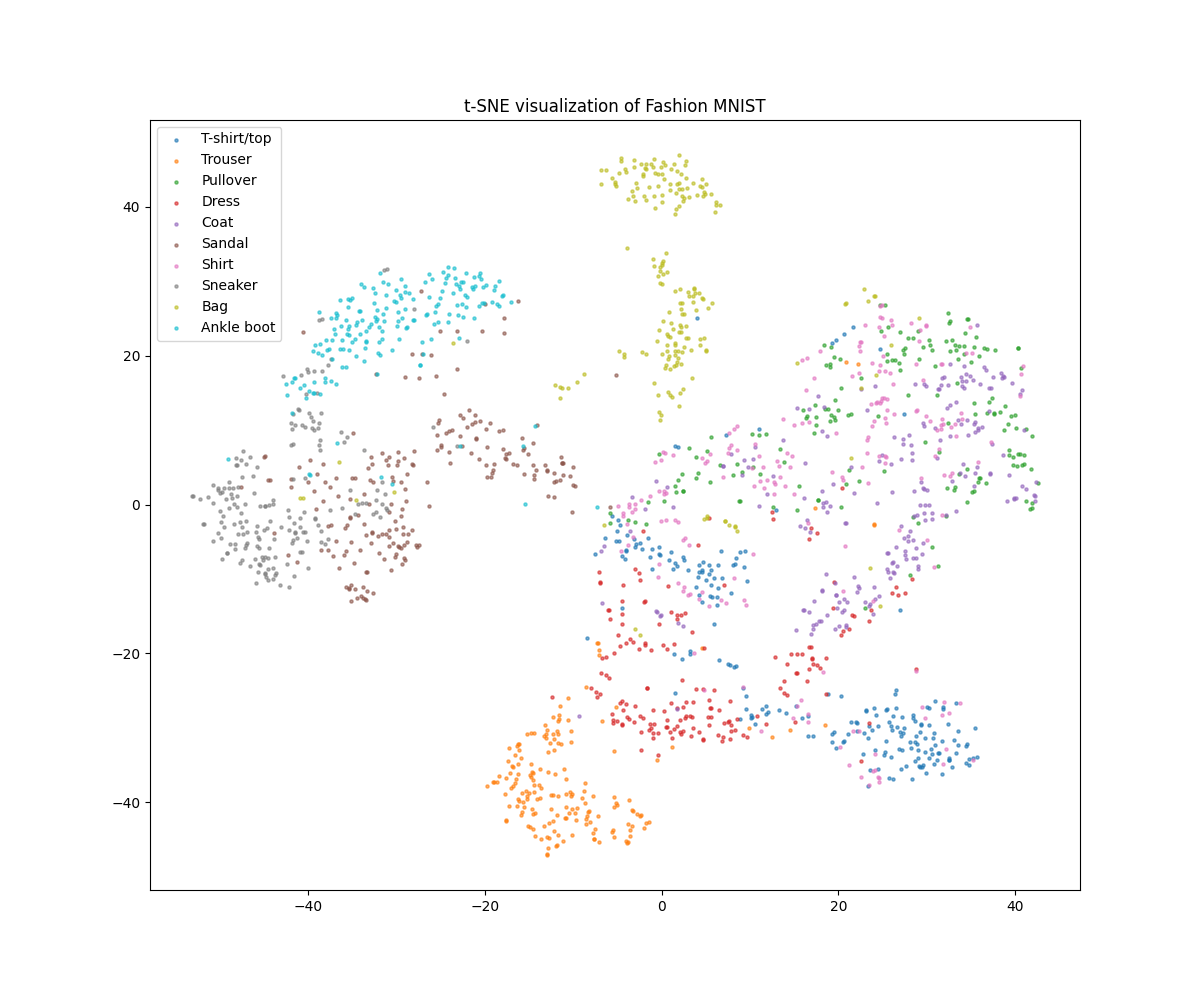 t-SNE visualization of Fashion MNIST
T-shirt/top
Trouser
Pullover
Dress
Coat
Sandal
Shirt
Sneaker
Bag
Ankle boot
40
20
0
−20
−40
−40
−20
0
20
40